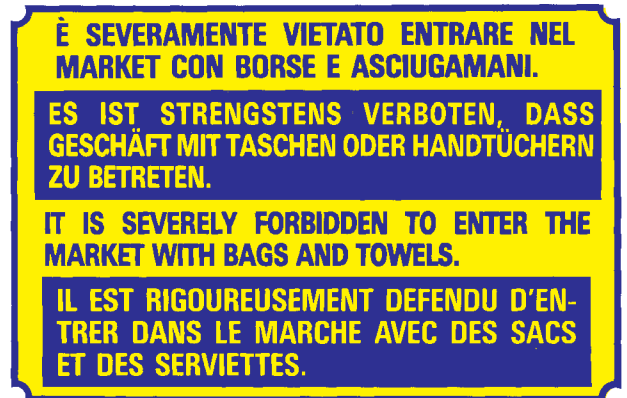 È SEVERAMENTE VIETATO ENTRARE NEL
MARKET CON BORSE E ASCIUGAMANI.
ES IST STRENGSTENS VERBOTEN, DASS
GESCHÄFT MIT TASCHEN ODER HANDTÜCHERN
ZU BETRETEN.
IT IS SEVERELY FORBIDDEN TO ENTER THE
MARKET WITH BAGS AND TOWELS.
IL EST RIGOUREUSEMENT DEFENDU D'EN-
TRER DANS LE MARCHE AVEC DES SACS
ET DES SERVIETTES.